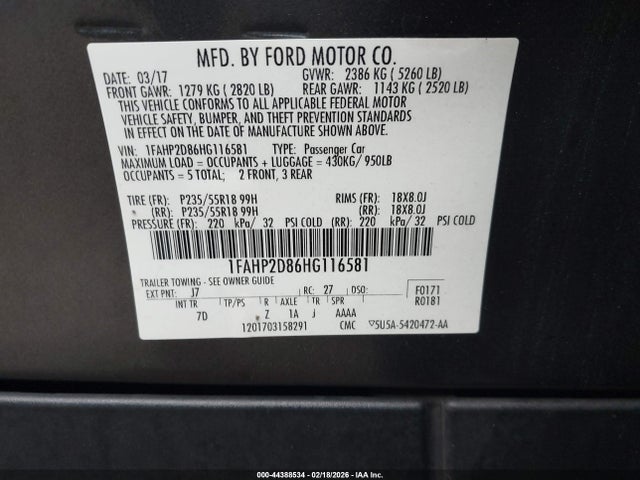 MFD. BY FORD MOTOR CO.
DATE: 03/17 GVWR: 2386 KG ( 5260 LB)
FRONT GAWR: 1279 KG ( 2820 LB) REAR GAWR: 1143 KG ( 2520 LB)
THIS VEHICLE CONFORMS TO ALL APPLICABLE FEDERAL MOTOR
VEHICLE SAFETY, BUMPER, AND THEFT PREVENTION STANDARDS
IN EFFECT ON THE DATE OF MANUFACTURE SHOWN ABOVE.
VIN: 1FAHP2D86HG116581 TYPE: Passenger Car
MAXIMUM LOAD = OCCUPANTS + LUGGAGE = 430KG/ 950LB
OCCUPANTS = 5 TOTAL; 2 FRONT, 3 REAR
TIRE (FR): P235/55R18 99H RIMS (FR): 18X8.0J
(RR): P235/55R18 99H (RR): 18X8.0J
PRESSURE (FR): 220 kPa/ 32 PSI COLD (RR): 220 kPa/ 32 PSI COLD
1FAHP2D86HG116581
TRAILER TOWING - SEE OWNER GUIDE
EXT PNT: J7 RC: 27 DSO: F0171
INT TR TP/PS R AXLE TR SPR R0181
7D Z 1A J AAAA
1201703158291 CMC ▽5U5A-5420472-AA
000-44388534 - 02/18/2026 - IAA Inc.